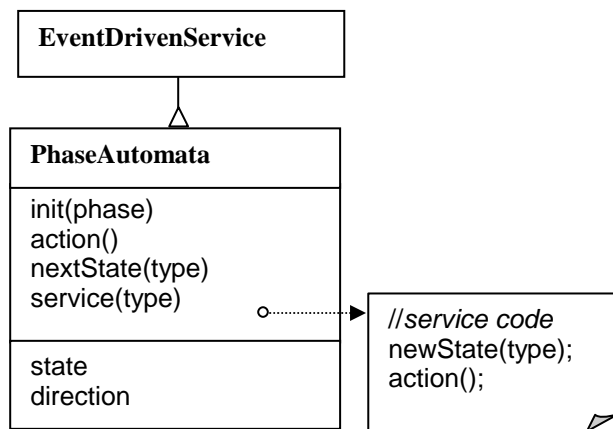 EventDrivenService
PhaseAutomata
init(phase)
action()
nextState(type)
service(type)
//service code
newState(type);
action();
state
direction